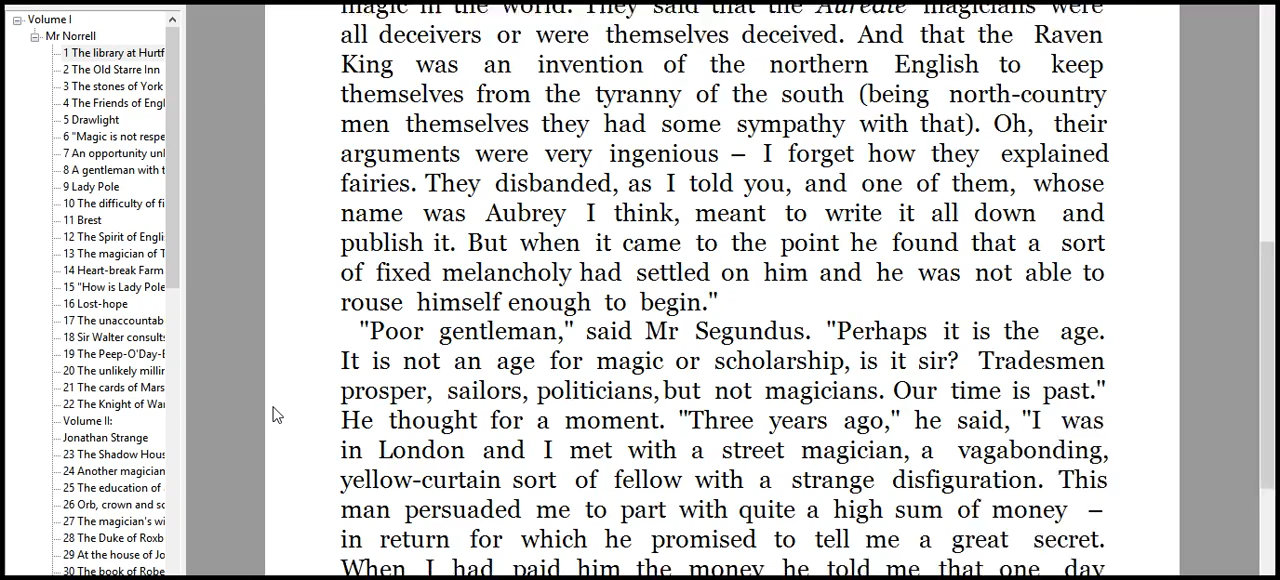 Volume I
Mr Norrell
1 The library at Hurtf
2 The Old Starre Inn
3 The stones of York
4 The Friends of Engl
5 Drawlight
6 "Magic is not respe
7 An opportunity unl
8 A gentleman with t
9 Lady Pole
10 The difficulty of fi
11 Brest
12 The Spirit of Engli
13 The magician of T
14 Heart-break Farm
15 "How is Lady Pole
16 Lost-hope
17 The unaccountab
18 Sir Walter consults
19 The Peep-O'Day-B
20 The unlikely millin
21 The cards of Mars
22 The Knight of Wan
Volume II:
Jonathan Strange
23 The Shadow Hous
24 Another magician
25 The education of
26 Orb, crown and sc
27 The magician's wi
28 The Duke of Roxb
29 At the house of Jo
30 The book of Robe
magic in the world. They said that the Aureate magicians were
all deceivers or were themselves deceived. And that the Raven
King was an invention of the northern English to keep
themselves from the tyranny of the south (being north-country
men themselves they had some sympathy with that). Oh, their
arguments were very ingenious – I forget how they explained
fairies. They disbanded, as I told you, and one of them, whose
name was Aubrey I think, meant to write it all down and
publish it. But when it came to the point he found that a sort
of fixed melancholy had settled on him and he was not able to
rouse himself enough to begin."
"Poor gentleman," said Mr Segundus. "Perhaps it is the age.
It is not an age for magic or scholarship, is it sir? Tradesmen
prosper, sailors, politicians, but not magicians. Our time is past."
He thought for a moment. "Three years ago," he said, "I was
in London and I met with a street magician, a vagabonding,
yellow-curtain sort of fellow with a strange disfiguration. This
man persuaded me to part with quite a high sum of money –
in return for which he promised to tell me a great secret.
When I had paid him the money he told me that one day